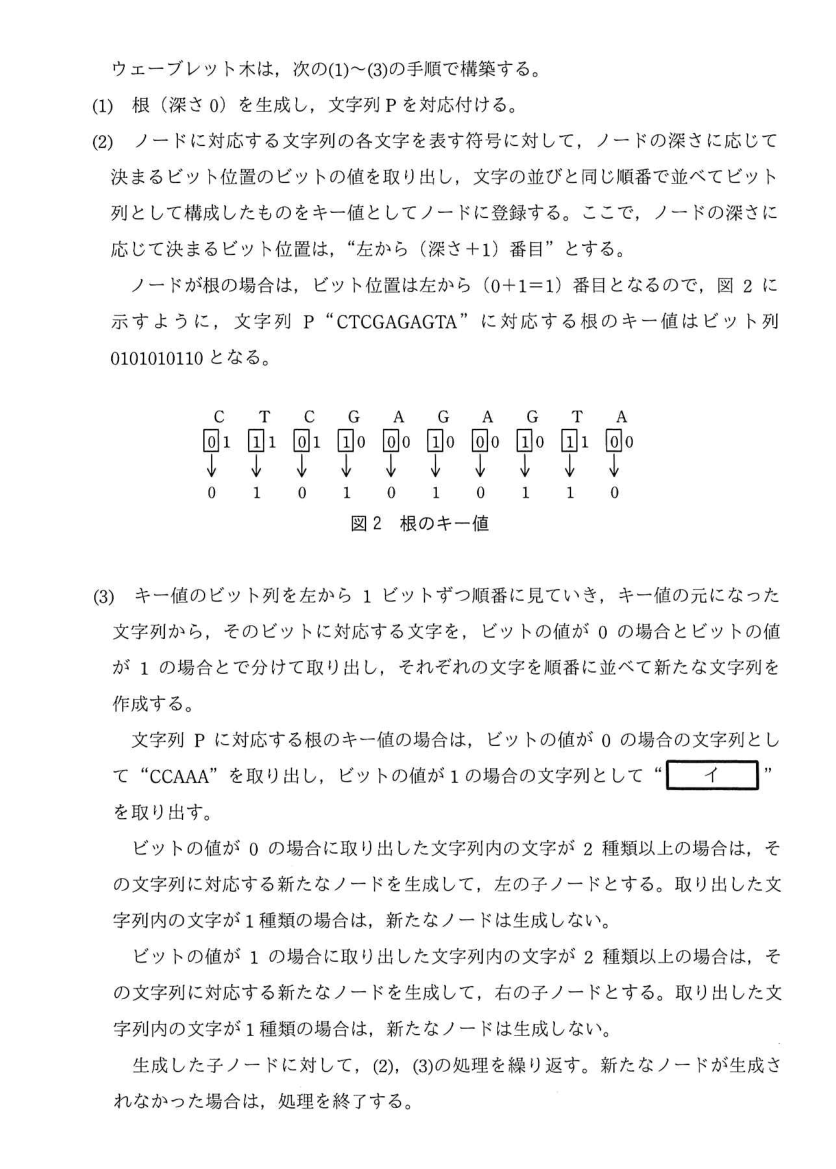 ウェーブレット木は，次の(1)～(3)の手順で構築する。
(1) 根（深さ 0）を生成し，文字列 P を対応付ける。
(2) ノードに対応する文字列の各文字を表す符号に対して，ノードの深さに応じて
決まるビット位置のビットの値を取り出し，文字の並びと同じ順番で並べてビット
列として構成したものをキー値としてノードに登録する。ここで，ノードの深さに
応じて決まるビット位置は，“左から（深さ＋1）番目”とする。
ノードが根の場合は，ビット位置は左から（0＋1＝1）番目となるので，図 2 に
示すように，文字列 P“CTCGAGAGTA”に対応する根のキー値はビット列
0101010110 となる。
C T C G A G A G T A
01 11 01 10 00 10 00 10 11 00
↓ ↓ ↓ ↓ ↓ ↓ ↓ ↓ ↓ ↓
0 1 0 1 0 1 0 1 1 0
図 2 根のキー値
(3) キー値のビット列を左から 1 ビットずつ順番に見ていき，キー値の元になった
文字列から，そのビットに対応する文字を，ビットの値が 0 の場合とビットの値
が 1 の場合とで分けて取り出し，それぞれの文字を順番に並べて新たな文字列を
作成する。
文字列 P に対応する根のキー値の場合は，ビットの値が 0 の場合の文字列とし
て“CCAAA”を取り出し，ビットの値が 1 の場合の文字列として“ イ ”
を取り出す。
ビットの値が 0 の場合に取り出した文字列内の文字が 2 種類以上の場合は，そ
の文字列に対応する新たなノードを生成して，左の子ノードとする。取り出した文
字列内の文字が 1 種類の場合は，新たなノードは生成しない。
ビットの値が 1 の場合に取り出した文字列内の文字が 2 種類以上の場合は，そ
の文字列に対応する新たなノードを生成して，右の子ノードとする。取り出した文
字列内の文字が 1 種類の場合は，新たなノードは生成しない。
生成した子ノードに対して，(2)，(3)の処理を繰り返す。新たなノードが生成さ
れなかった場合は，処理を終了する。